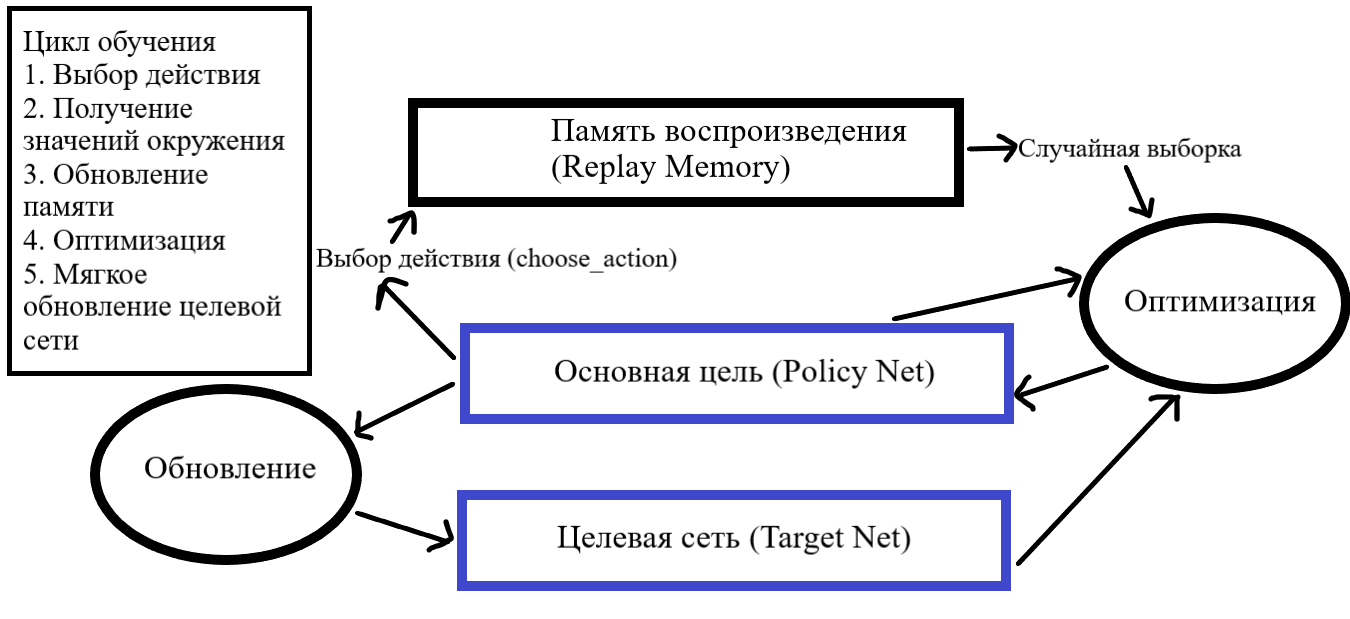 Цикл обучения
1. Выбор действия
2. Получение
значений окружения
3. Обновление
памяти
4. Оптимизация
5. Мягкое
обновление целевой
сети
Память воспроизведения
(Replay Memory)
Случайная выборка
Выбор действия (choose_action)
Оптимизация
Основная цель (Policy Net)
Обновление
Целевая сеть (Target Net)